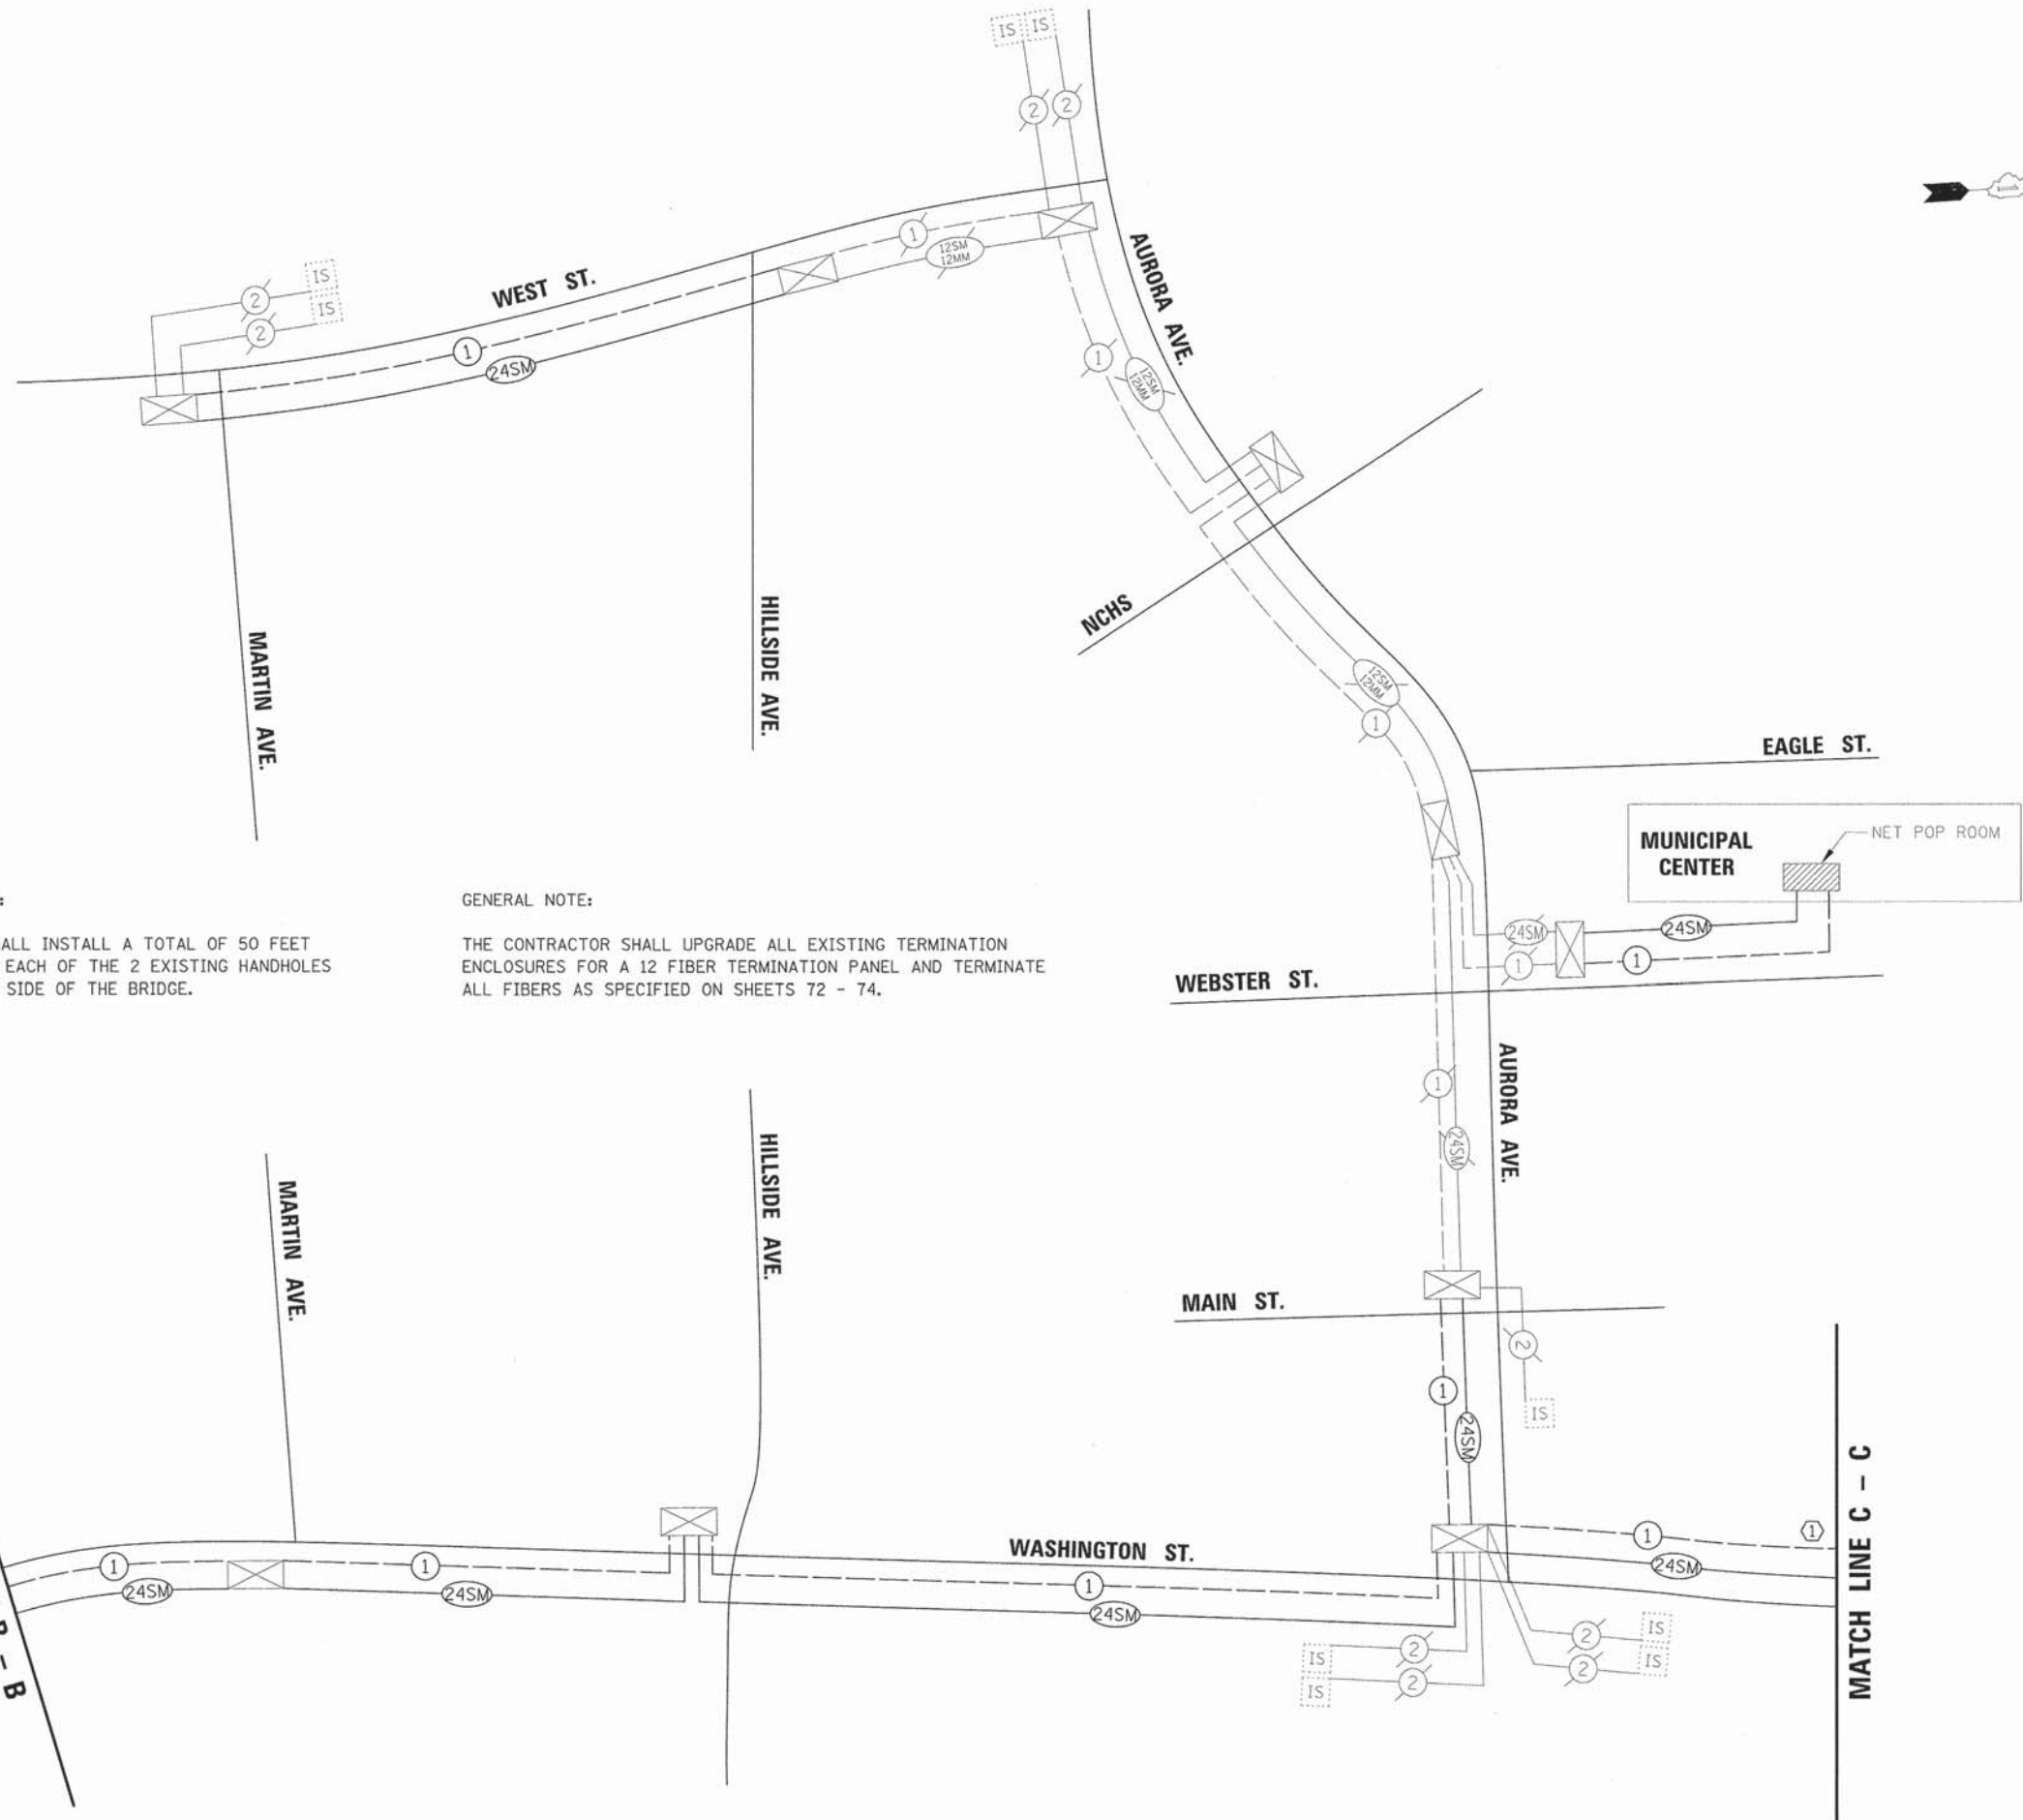 IS IS
2 2
1
12SM
12MM
AURORA AVE.
WEST ST.
2 IS
2 IS
1
24SM
1
12SM
12MM
NCHS
HILLSIDE AVE.
MARTIN AVE.
12SM
12MM
1
EAGLE ST.
MUNICIPAL
CENTER
NET POP ROOM
24SM 24SM
1 1
WEBSTER ST.
:
ALL INSTALL A TOTAL OF 50 FEET
EACH OF THE 2 EXISTING HANDHOLES
SIDE OF THE BRIDGE.
GENERAL NOTE:
THE CONTRACTOR SHALL UPGRADE ALL EXISTING TERMINATION
ENCLOSURES FOR A 12 FIBER TERMINATION PANEL AND TERMINATE
ALL FIBERS AS SPECIFIED ON SHEETS 72 - 74.
1
24SM
AURORA AVE.
MARTIN AVE.
HILLSIDE AVE.
MAIN ST.
2
IS
1
24SM
WASHINGTON ST.
1 1 1 1 1
24SM 24SM 24SM 24SM
IS 2 2 IS
IS 2 2 IS
MATCH LINE C - C
- B